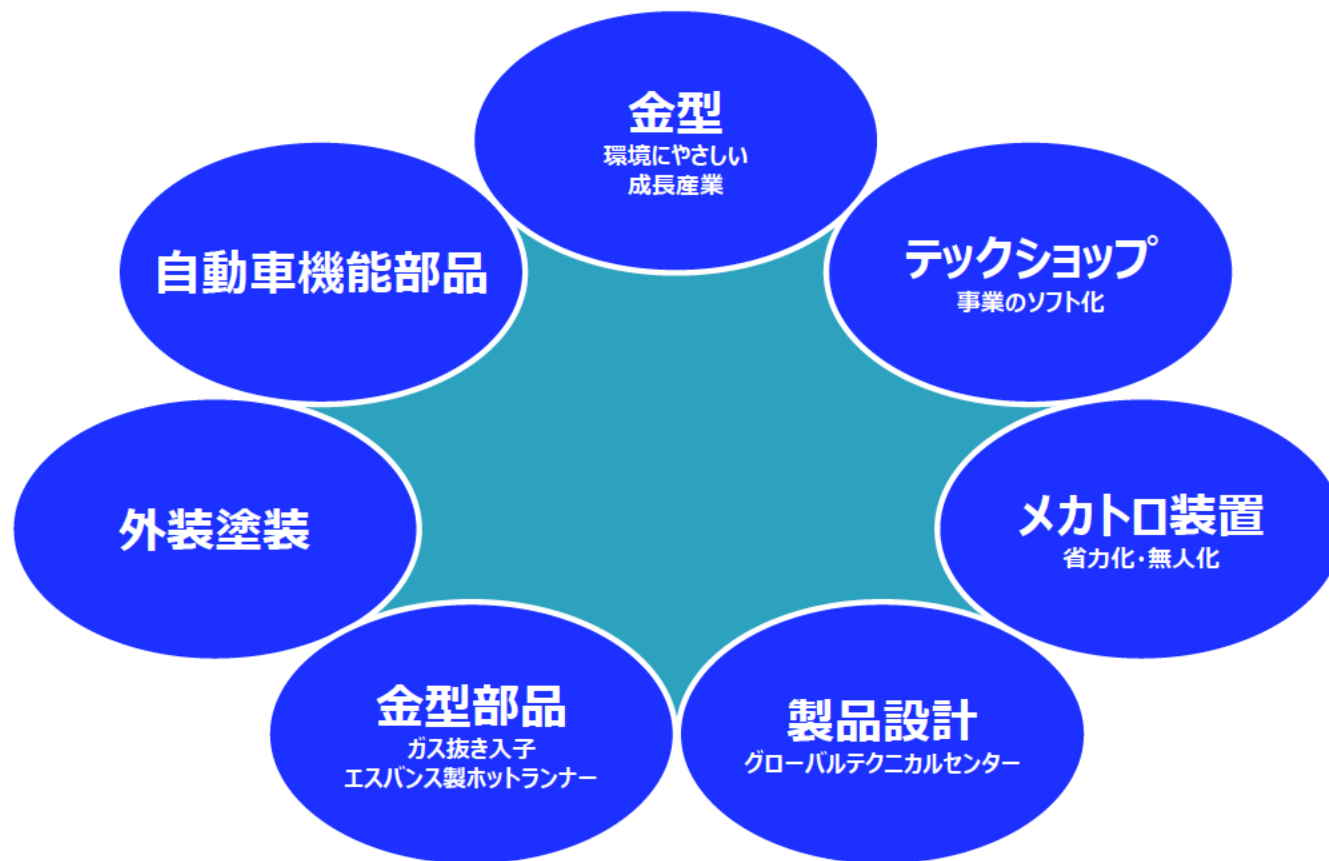 金型
環境にやさしい
成長産業
テックショップ
事業のソフト化
メカトロ装置
省力化・無人化
製品設計
グローバルテクニカルセンター
金型部品
ガス抜き入子
エスバンス製ホットランナー
外装塗装
自動車機能部品